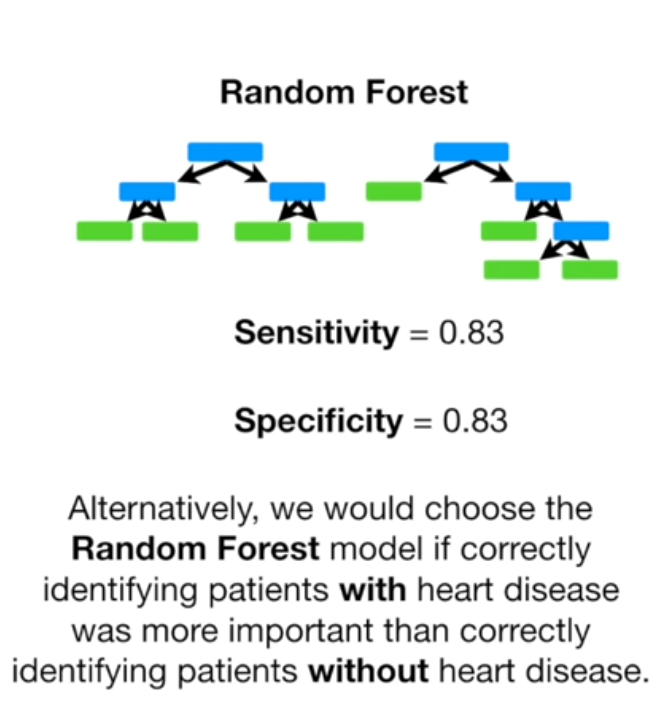 Random Forest
Sensitivity = 0.83
Specificity = 0.83
Alternatively, we would choose the
Random Forest model if correctly
identifying patients with heart disease
was more important than correctly
identifying patients without heart disease.